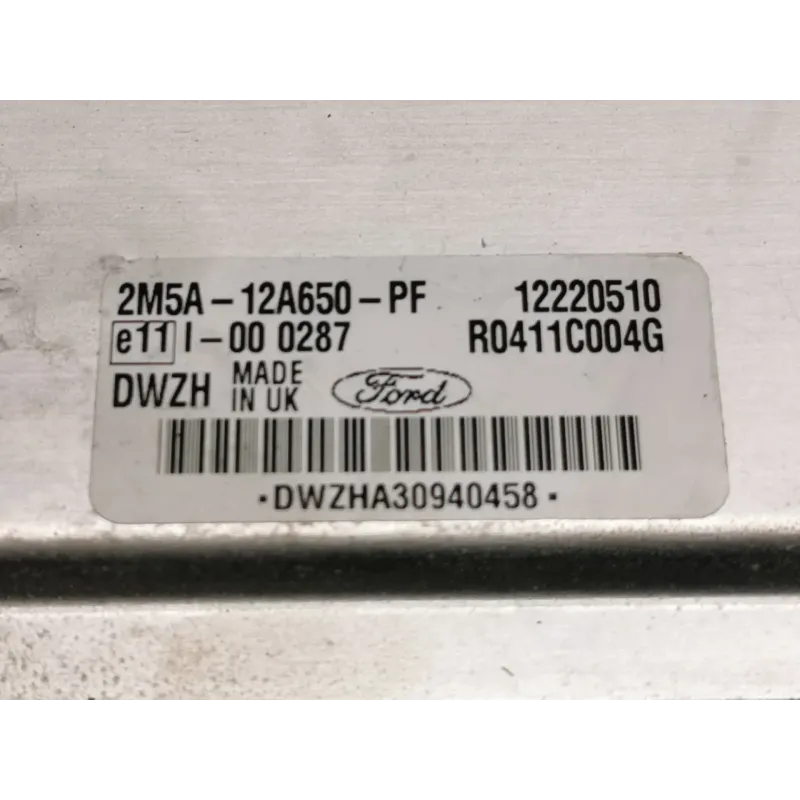 2M5A-12A650-PF 12220510
e11 I-00 0287 R0411C004G
DWZH MADE IN UK Ford
•DWZHA30940458•